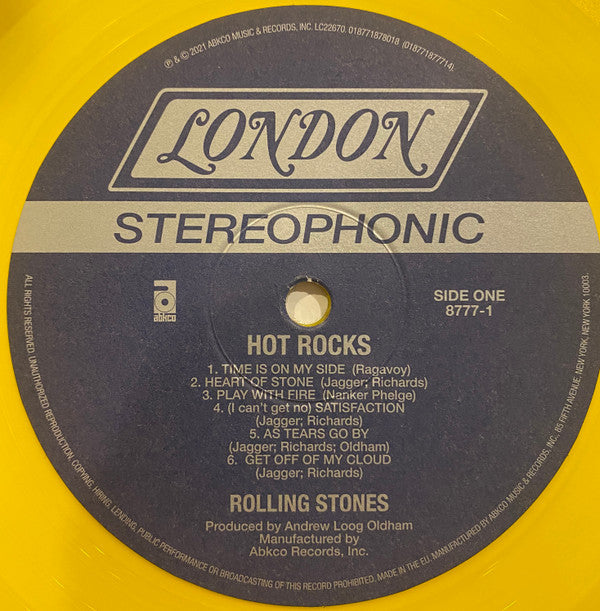 ℗ & © 2021 ABKCO MUSIC & RECORDS, INC. LC22670. 018771878018 (018771877714)
LONDON
STEREOPHONIC
abkco
SIDE ONE
8777-1
HOT ROCKS
1. TIME IS ON MY SIDE (Ragavoy)
2. HEART OF STONE (Jagger; Richards)
3. PLAY WITH FIRE (Nanker Phelge)
4. (I can't get no) SATISFACTION
(Jagger; Richards)
5. AS TEARS GO BY
(Jagger; Richards; Oldham)
6. GET OFF OF MY CLOUD
(Jagger; Richards)
ROLLING STONES
Produced by Andrew Loog Oldham
Manufactured by
Abkco Records, Inc.
ALL RIGHTS RESERVED. UNAUTHORIZED REPRODUCTION, COPYING, HIRING, LENDING, PUBLIC PERFORMANCE OR BROADCASTING OF THIS RECORD PROHIBITED. MADE IN THE EU. MANUFACTURED BY ABKCO MUSIC & RECORDS, INC. 85 FIFTH AVENUE, NEW YORK, NEW YORK 10003.